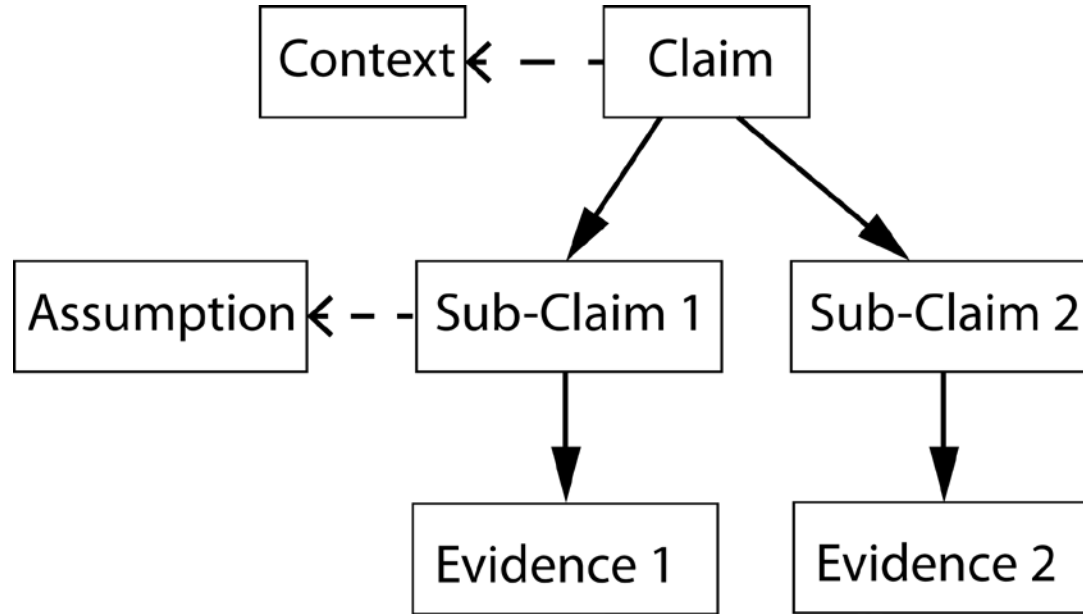 Context
Claim
Assumption
Sub-Claim 1
Sub-Claim 2
Evidence 1
Evidence 2